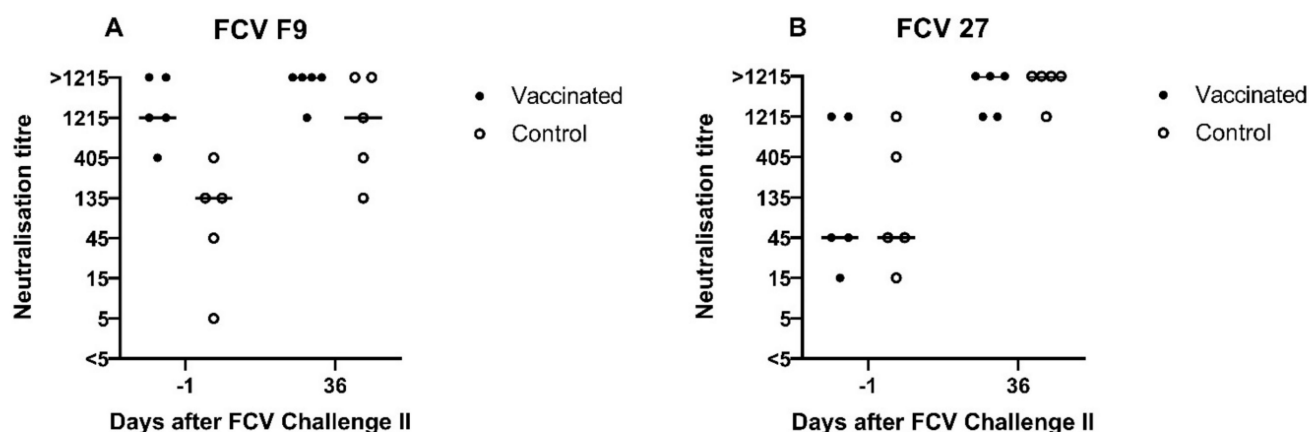 A FCV F9
>1215
1215
405
135
45
15
5
<5
Neutralisation titre
-1 36
Days after FCV Challenge II
Vaccinated
Control
B FCV 27
>1215
1215
405
135
45
15
5
<5
Neutralisation titre
-1 36
Days after FCV Challenge II
Vaccinated
Control